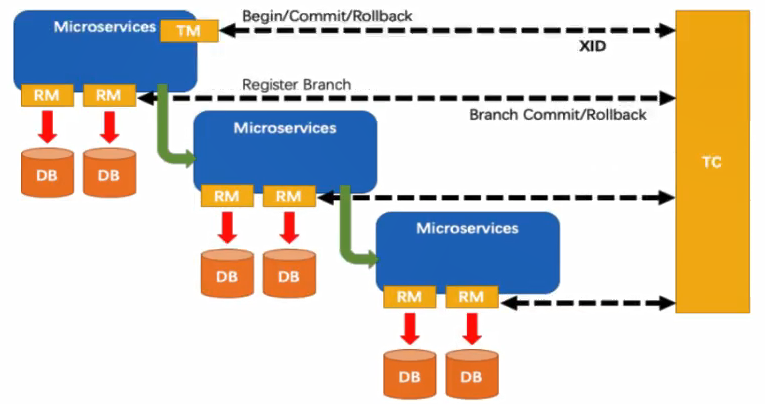 Begin/Commit/Rollback
Microservices
TM
XID
Register Branch
RM
RM
Branch Commit/Rollback
Microservices
TC
DB
DB
RM
RM
Microservices
DB
DB
RM
RM
DB
DB